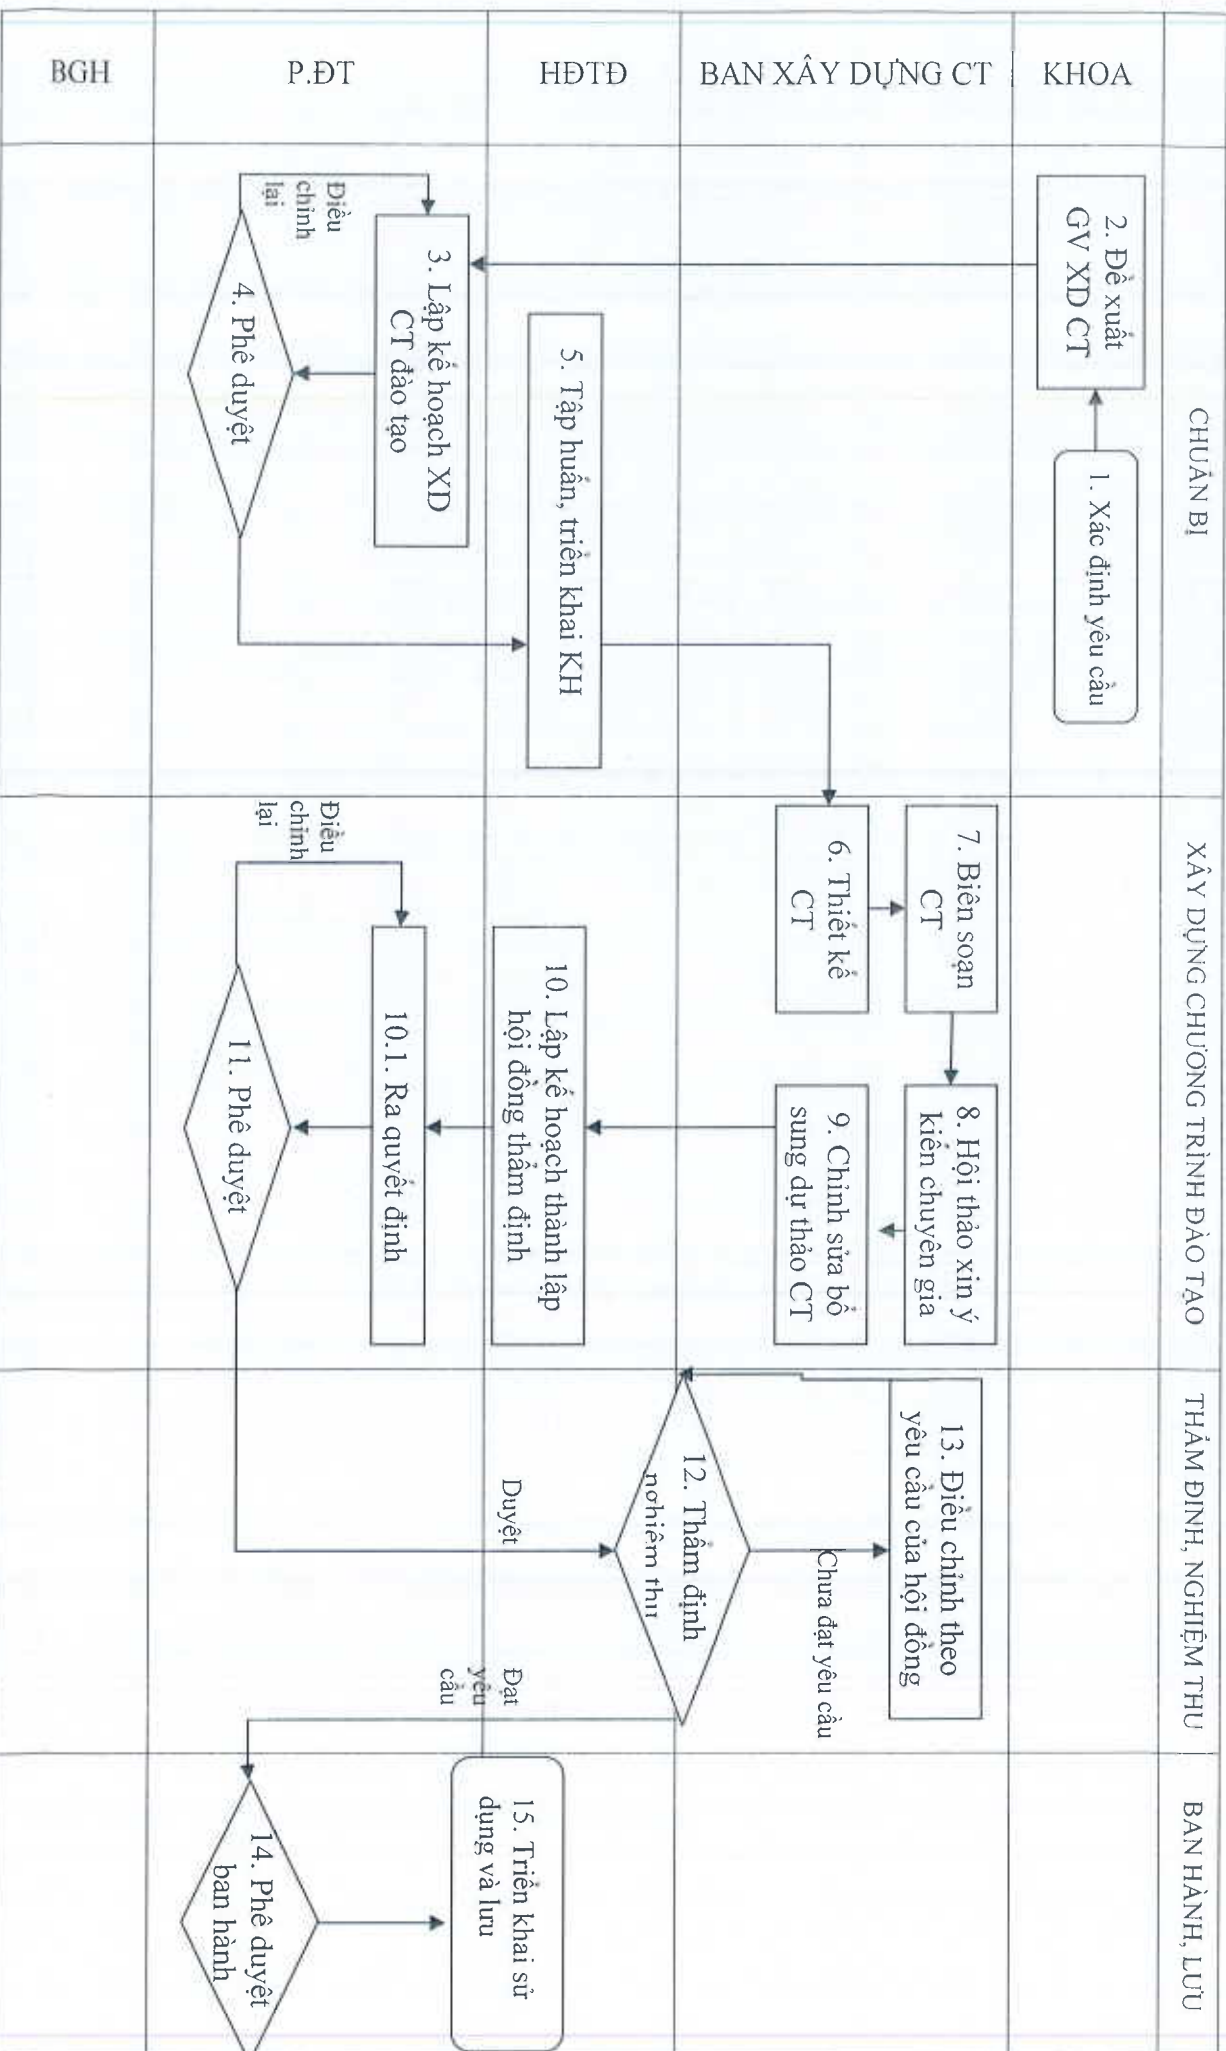 BGH
P.ĐT
HĐTĐ
BAN XÂY DỰNG CT
KHOA
CHUẨN BỊ
XÂY DỰNG CHƯƠNG TRÌNH ĐÀO TẠO
THẨM ĐỊNH, NGHIỆM THU
BAN HÀNH, LƯU
1. Xác định yêu cầu
2. Đề xuất
GV XD CT
3. Lập kế hoạch XD
CT đào tạo
4. Phê duyệt
Điều
chỉnh
lại
5. Tập huấn, triển khai KH
6. Thiết kế
CT
7. Biên soạn
CT
8. Hội thảo xin ý
kiến chuyên gia
9. Chỉnh sửa bổ
sung dự thảo CT
10. Lập kế hoạch thành lập
hội đồng thẩm định
10.1. Ra quyết định
11. Phê duyệt
Điều
chỉnh
lại
Duyệt
12. Thẩm định
nghiệm thu
Chưa đạt yêu cầu
13. Điều chỉnh theo
yêu cầu của hội đồng
Đạt
yêu
cầu
14. Phê duyệt
ban hành
15. Triển khai sử
dụng và lưu